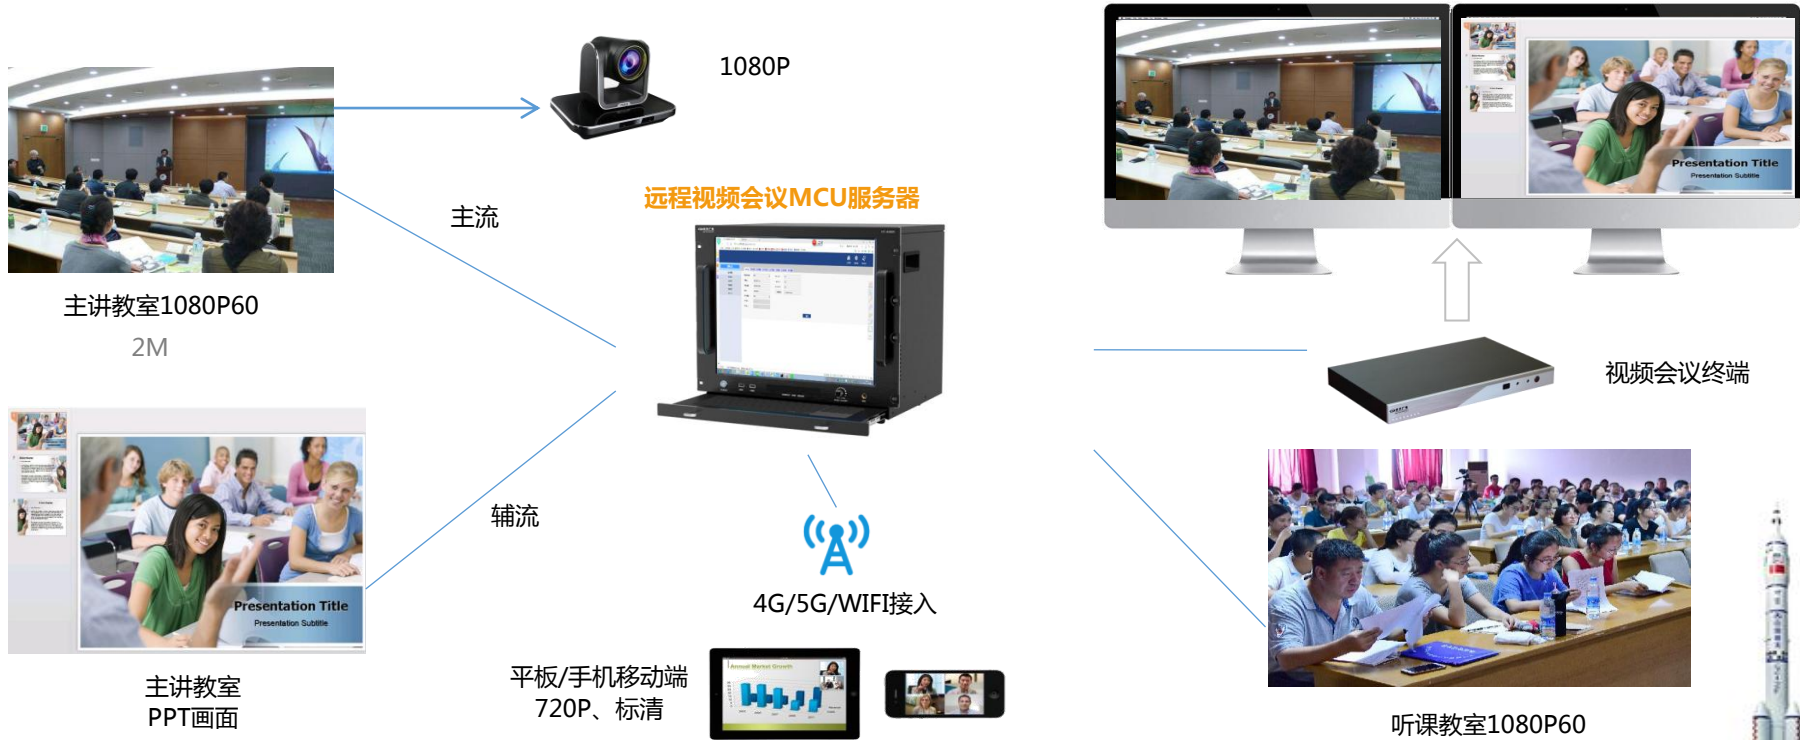 1080P
远程视频会议MCU服务器
主流
主讲教室1080P60
2M
视频会议终端
辅流
Presentation Title
Presentation Subtitle
Presentation Title
Presentation Subtitle
4G/5G/WIFI接入
平板/手机移动端
720P、标清
Annual Market Growth
主讲教室
PPT画面
听课教室1080P60